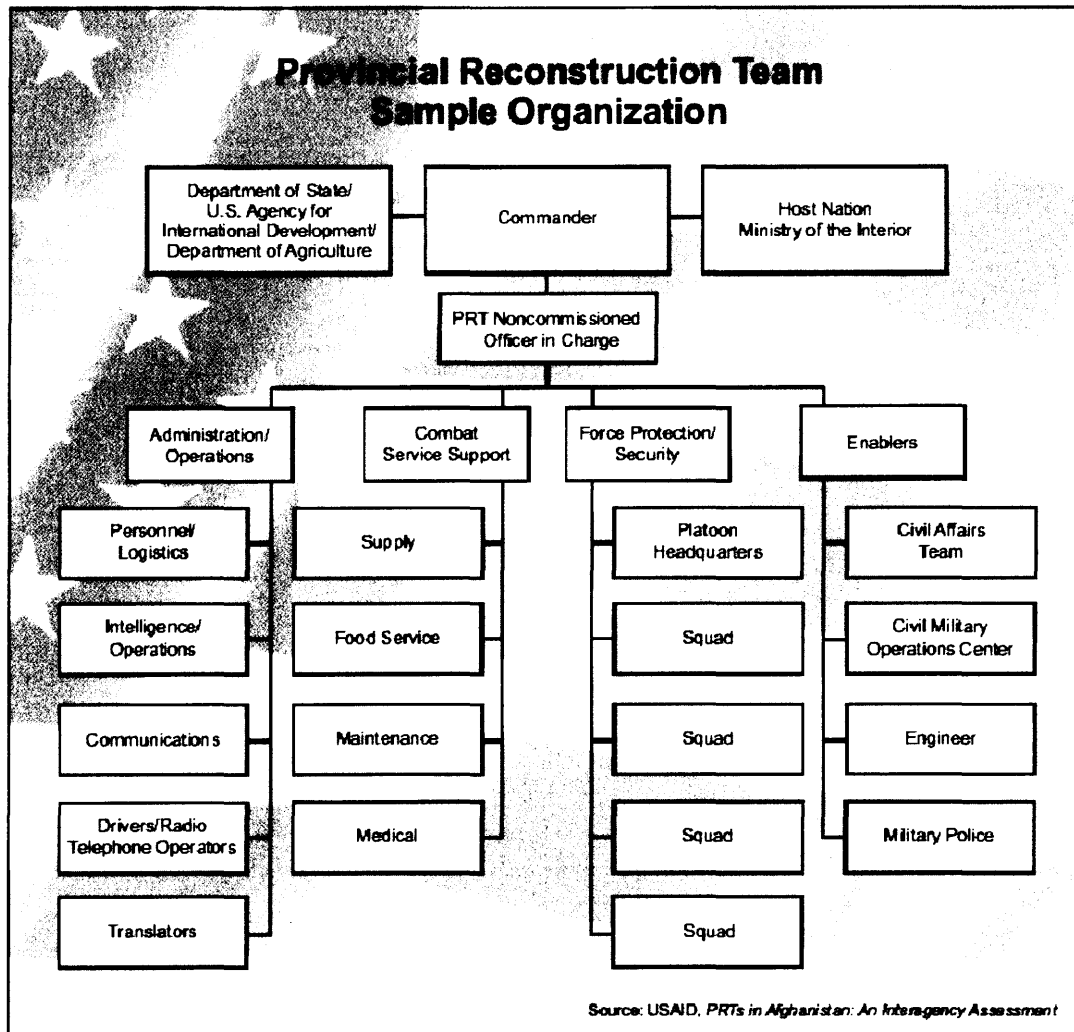 Provincial Reconstruction Team
Sample Organization
Department of State/
U.S. Agency for
International Development/
Department of Agriculture
Commander
Host Nation
Ministry of the Interior
PRT Noncommissioned
Officer in Charge
Administration/
Operations
Combat
Service Support
Force Protection/
Security
Enablers
Personnel/
Logistics
Supply
Platoon
Headquarters
Civil Affairs
Team
Intelligence/
Operations
Food Service
Squad
Civil Military
Operations Center
Communications
Maintenance
Squad
Engineer
Drivers/Radio
Telephone Operators
Medical
Squad
Military Police
Translators
Squad
Source: USAID, PRTs in Afghanistan: An Interagency Assessment